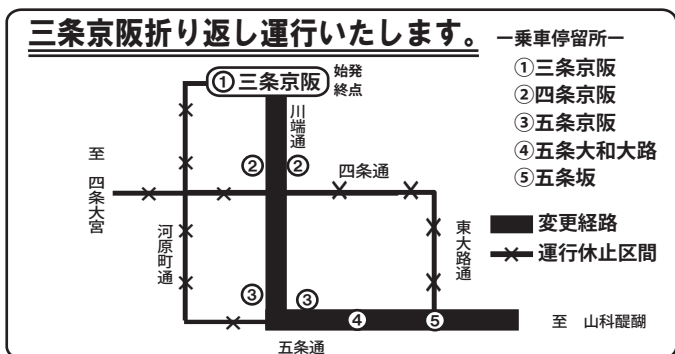 三条京阪折り返し運行いたします。
ー乗車停留所ー
①三条京阪
②四条京阪
③五条京阪
④五条大和大路
⑤五条坂
変更経路
運行休止区間
①三条京阪
始発
終点
川端通
②
②
四条通
至 四条大宮
河原町通
東大路通
③
③
④
⑤
至 山科醍醐
五条通